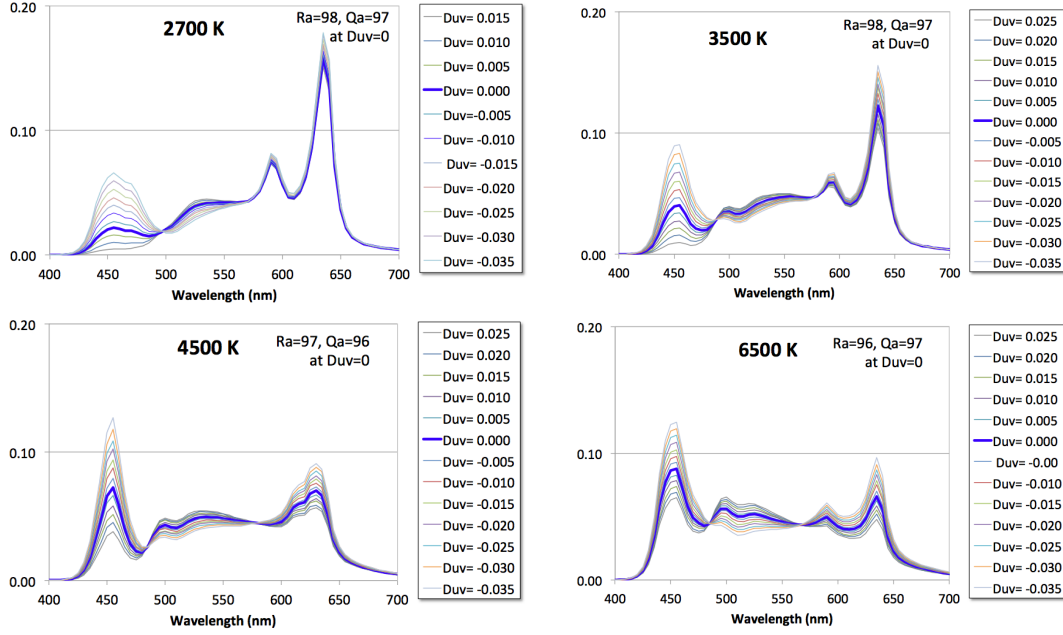 2700 K
Ra=98, Qa=97
at Duv=0
0.20
0.10
0.00
400 450 500 550 600 650 700
Wavelength (nm)
Duv= 0.015
Duv= 0.010
Duv= 0.005
Duv= 0.000
Duv=-0.005
Duv= -0.010
Duv= -0.015
Duv= -0.020
Duv= -0.025
Duv= -0.030
Duv= -0.035
3500 K
Ra=98, Qa=97
at Duv=0
0.20
0.10
0.00
400 450 500 550 600 650 700
Wavelength (nm)
Duv= 0.025
Duv= 0.020
Duv= 0.015
Duv= 0.010
Duv= 0.005
Duv= 0.000
Duv= -0.005
Duv= -0.010
Duv= -0.015
Duv= -0.020
Duv= -0.025
Duv= -0.030
Duv= -0.035
4500 K
Ra=97, Qa=96
at Duv=0
0.20
0.10
0.00
400 450 500 550 600 650 700
Wavelength (nm)
Duv= 0.025
Duv= 0.020
Duv= 0.015
Duv= 0.010
Duv= 0.005
Duv= 0.000
Duv= -0.005
Duv= -0.010
Duv= -0.015
Duv= -0.020
Duv= -0.025
Duv= -0.030
Duv= -0.035
6500 K
Ra=96, Qa=97
at Duv=0
0.20
0.10
0.00
400 450 500 550 600 650 700
Wavelength (nm)
Duv= 0.025
Duv= 0.020
Duv= 0.015
Duv= 0.010
Duv= 0.005
Duv= 0.000
Duv= -0.00
Duv= -0.010
Duv= -0.015
Duv= -0.020
Duv= -0.025
Duv= -0.030
Duv= -0.035